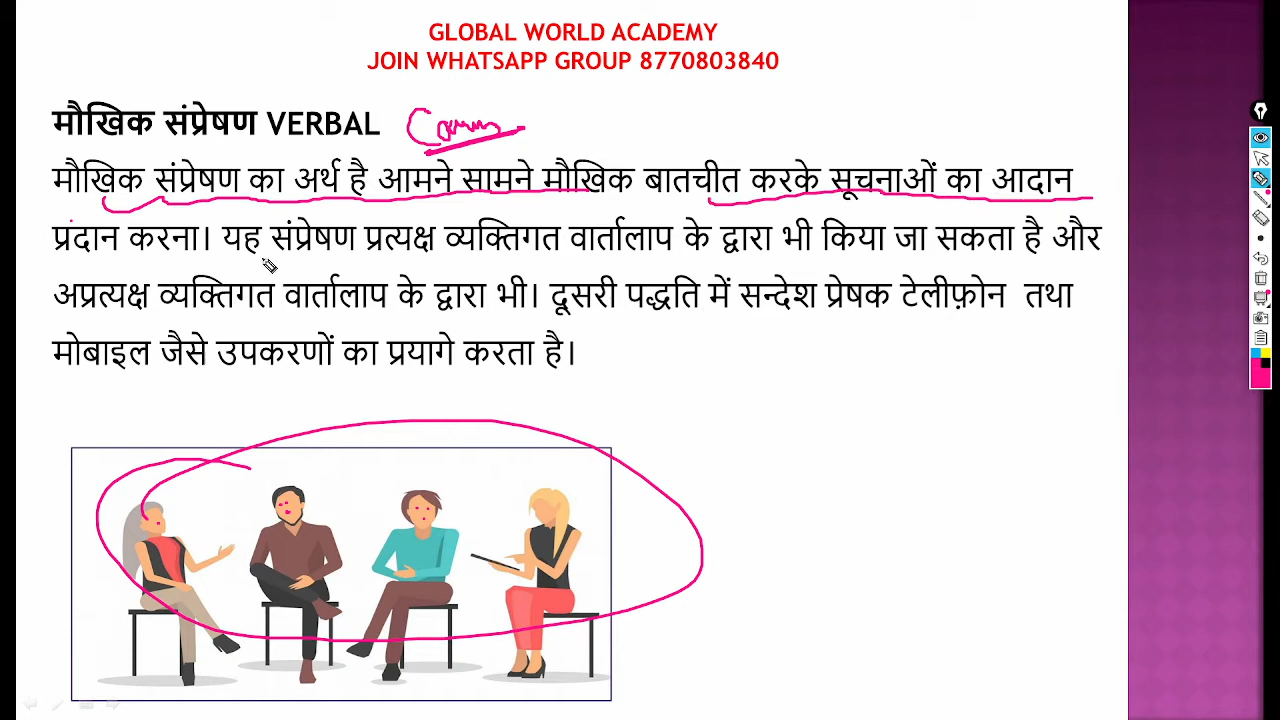 GLOBAL WORLD ACADEMY
JOIN WHATSAPP GROUP 8770803840
मौखिक संप्रेषण VERBAL Comm
मौखिक संप्रेषण का अर्थ है आमने सामने मौखिक बातचीत करके सूचनाओं का आदान
प्रंदान करना। यह संप्रेषण प्रत्यक्ष व्यक्तिगत वार्तालाप के द्वारा भी किया जा सकता है और
अप्रत्यक्ष व्यक्तिगत वार्तालाप के द्वारा भी। दूसरी पद्धति में सन्देश प्रेषक टेलीफ़ोन तथा
मोबाइल जैसे उपकरणों का प्रयागे करता है।